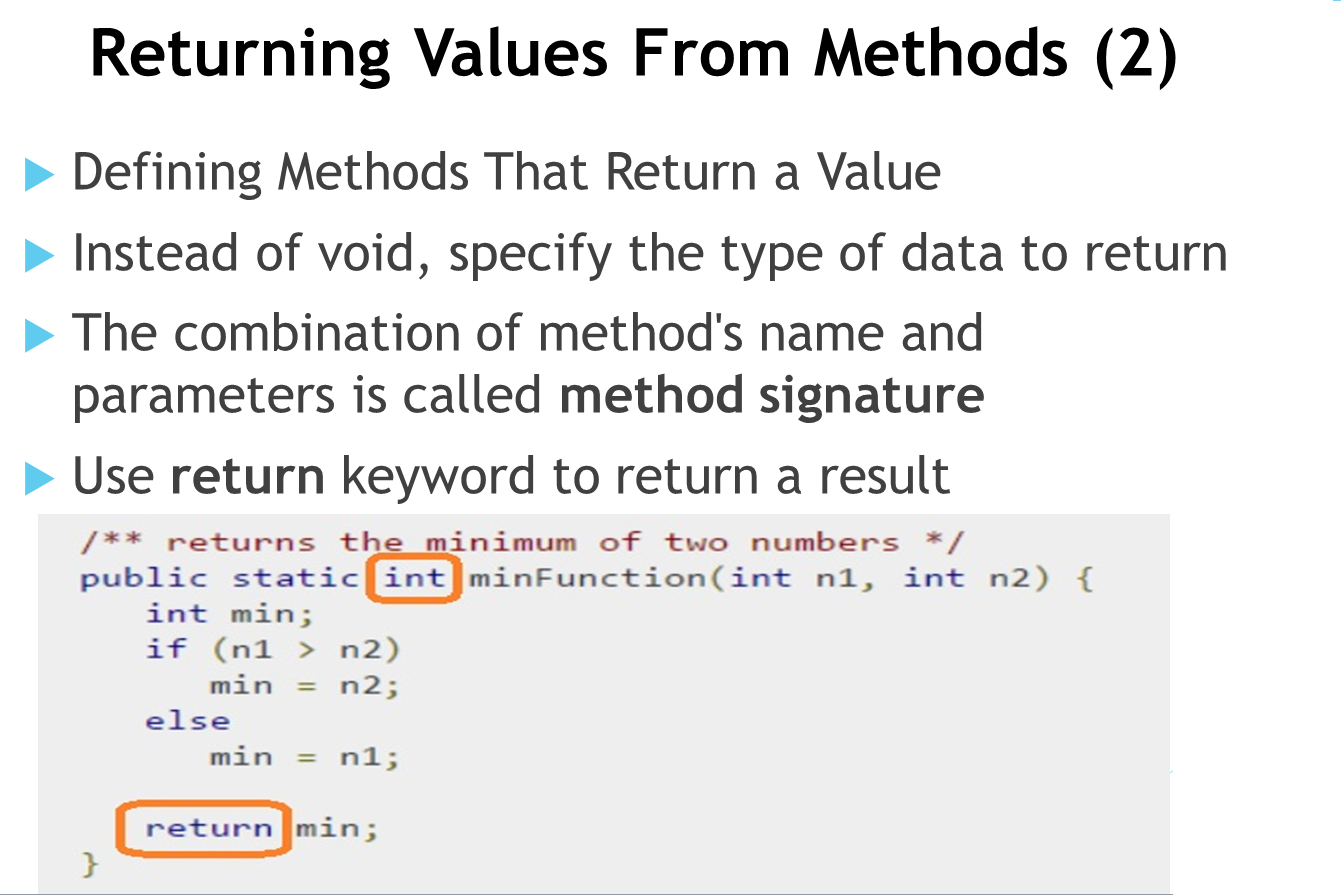 Returning Values From Methods (2)
Defining Methods That Return a Value
Instead of void, specify the type of data to return
The combination of method's name and
parameters is called method signature
Use return keyword to return a result
/** returns the minimum of two numbers */
public static int minFunction(int n1, int n2) {
   int min;
   if (n1 > n2)
      min = n2;
   else
      min = n1;
   return min;
}